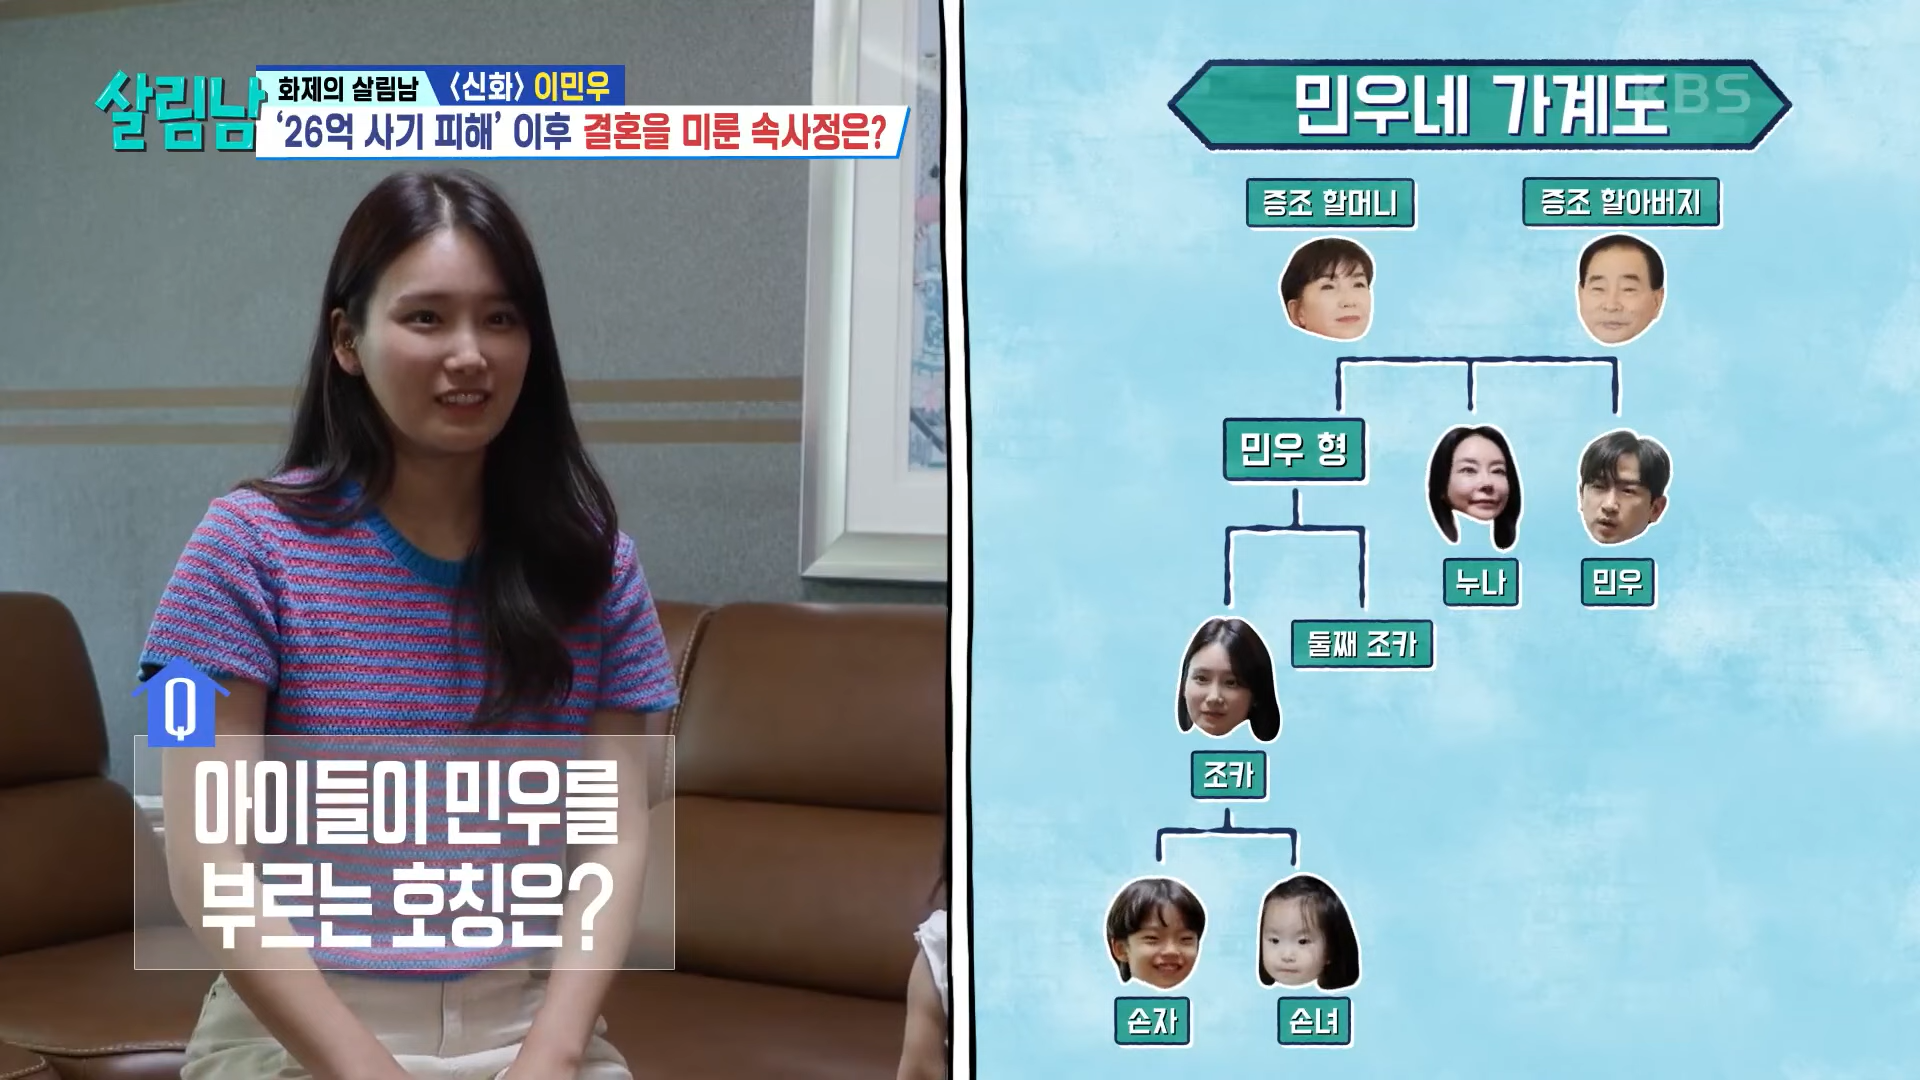 살림남
화제의 살림남 〈신화〉 이민우
‘26억 사기 피해’ 이후 결혼을 미룬 속사정은?
Q
아이들이 민우를
부르는 호칭은?
KBS
민우네 가계도
증조 할머니 증조 할아버지
민우 형
누나 민우
둘째 조카
조카
손자 손녀